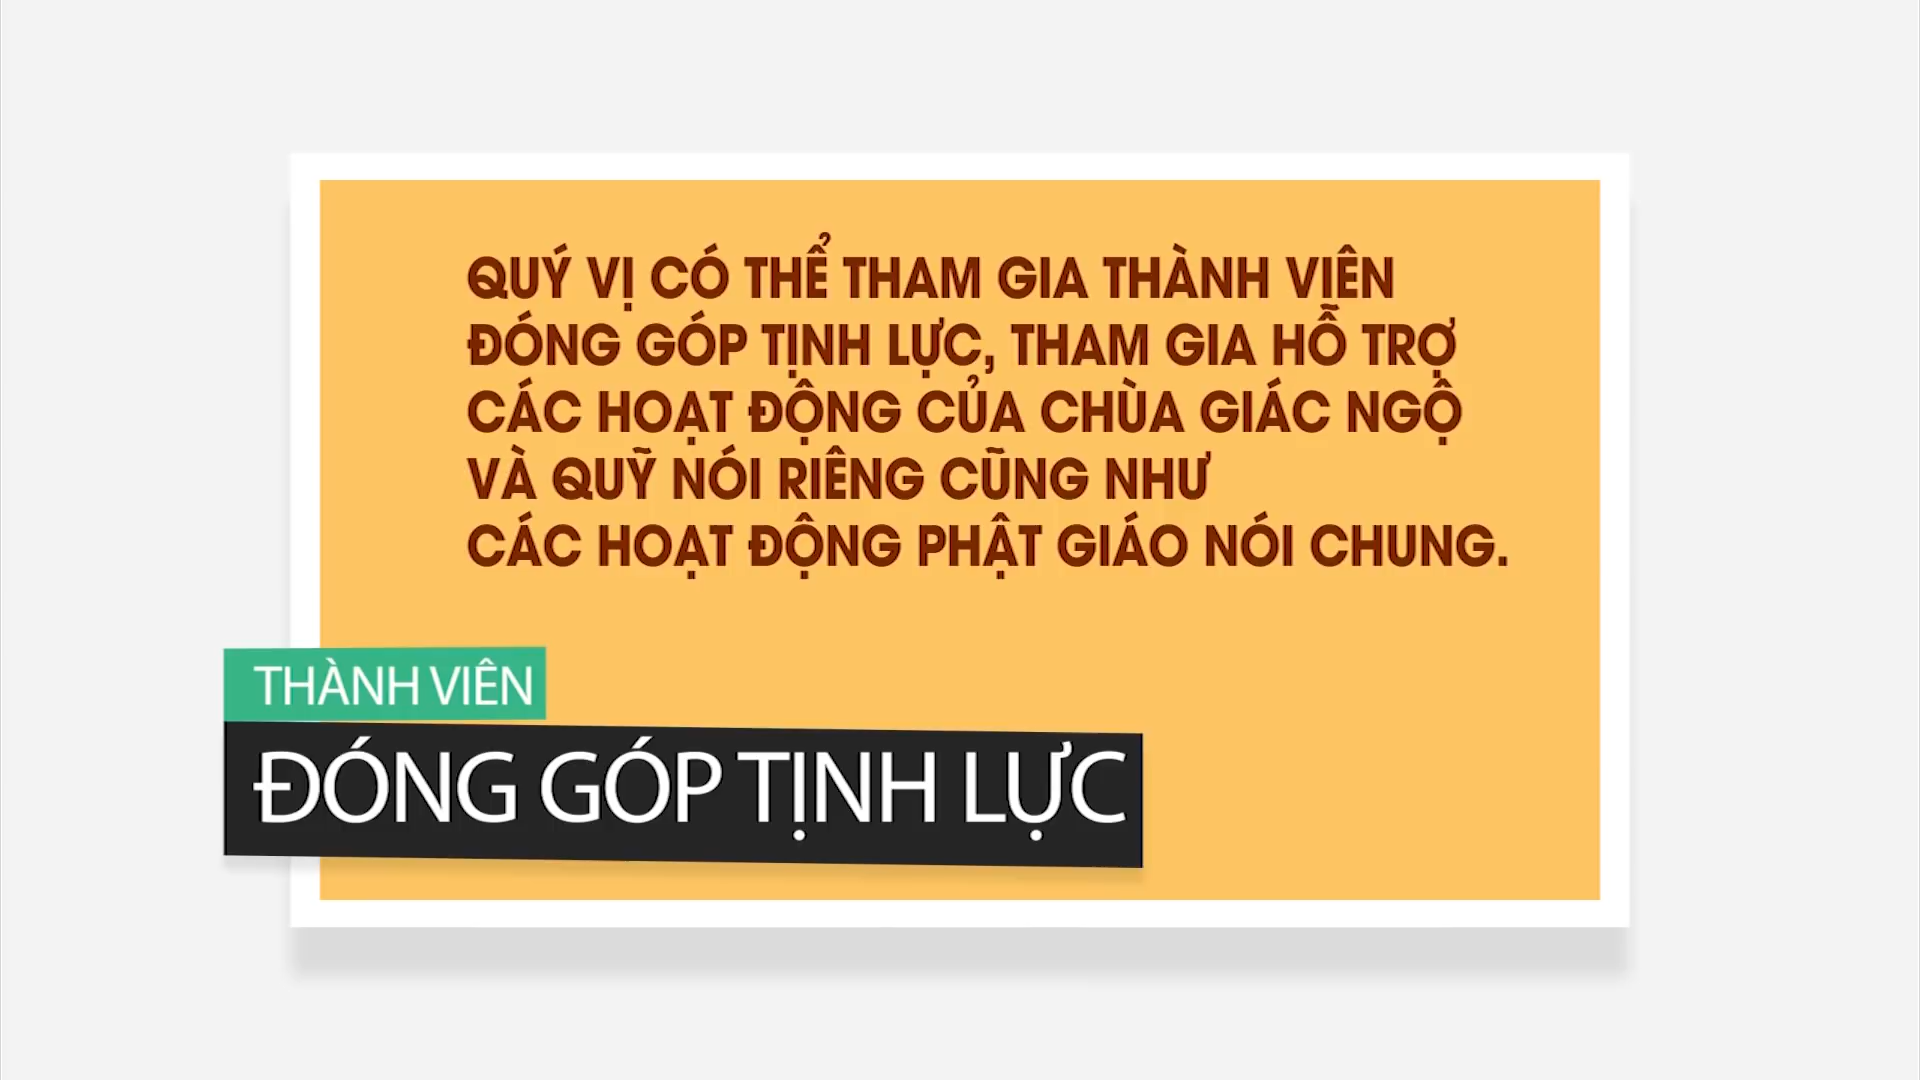 QUÝ VỊ CÓ THỂ THAM GIA THÀNH VIÊN
ĐÓNG GÓP TỊNH LỰC, THAM GIA HỖ TRỢ
CÁC HOẠT ĐỘNG CỦA CHÙA GIÁC NGỘ
VÀ QUỸ NÓI RIÊNG CŨNG NHƯ
CÁC HOẠT ĐỘNG PHẬT GIÁO NÓI CHUNG.
THÀNH VIÊN
ĐÓNG GÓP TỊNH LỰC